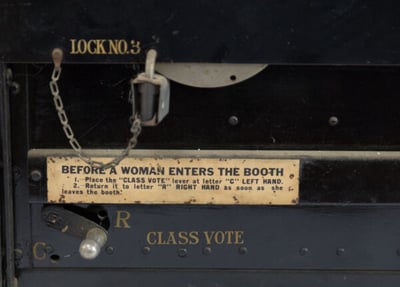 LOCK NO. 3
BEFORE A WOMAN ENTERS THE BOOTH
1. Place the "CLASS VOTE" lever at letter "C" LEFT HAND.
2. Return it to letter "R" RIGHT HAND as soon as she
leaves the booth.
R
C
CLASS VOTE